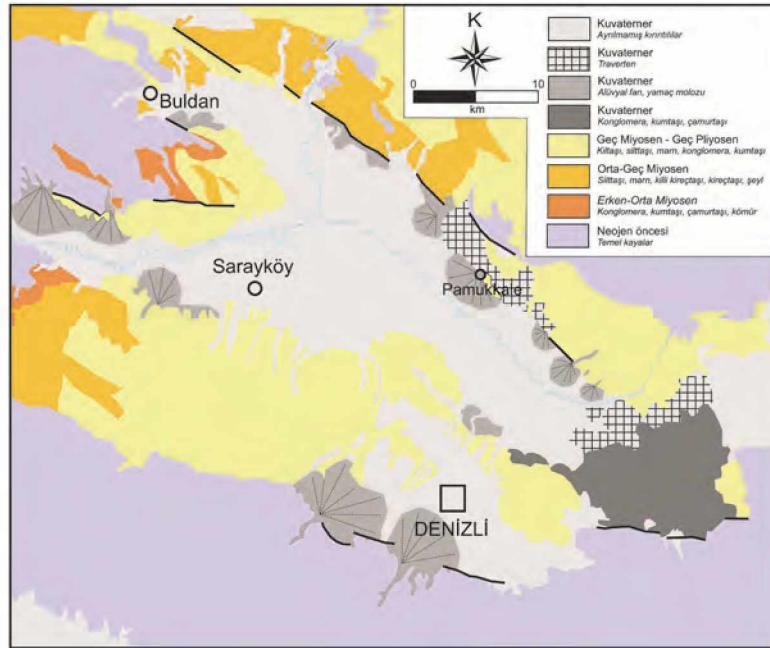 K
0
10
km
Kuvaterner
Ayrılmamış kırıntılılar
Kuvaterner
Traverten
Kuvaterner
Alüvyal fan, yamaç molozu
Kuvaterner
Konglomera, kumtaşı, çamurtaşı
Geç Miyosen - Geç Pliyosen
Kiltaşı, silttaşı, marn, konglomera, kumtaşı
Orta-Geç Miyosen
Silttaşı, marn, killi kireçtaşı, kireçtaşı, şeyl
Erken-Orta Miyosen
Konglomera, kumtaşı, çamurtaşı, kömür
Neojen öncesi
Temel kayalar
Buldan
Sarayköy
Pamukkale
DENİZLİ